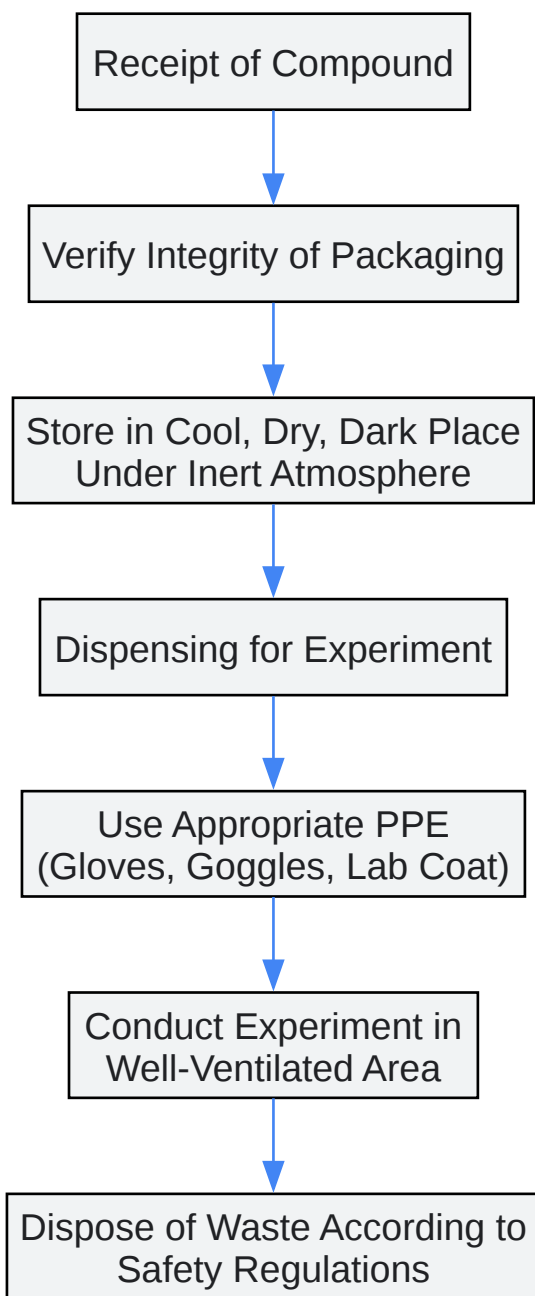 Receipt of Compound
Verify Integrity of Packaging
Store in Cool, Dry, Dark Place
Under Inert Atmosphere
Dispensing for Experiment
Use Appropriate PPE
(Gloves, Goggles, Lab Coat)
Conduct Experiment in
Well-Ventilated Area
Dispose of Waste According to
Safety Regulations